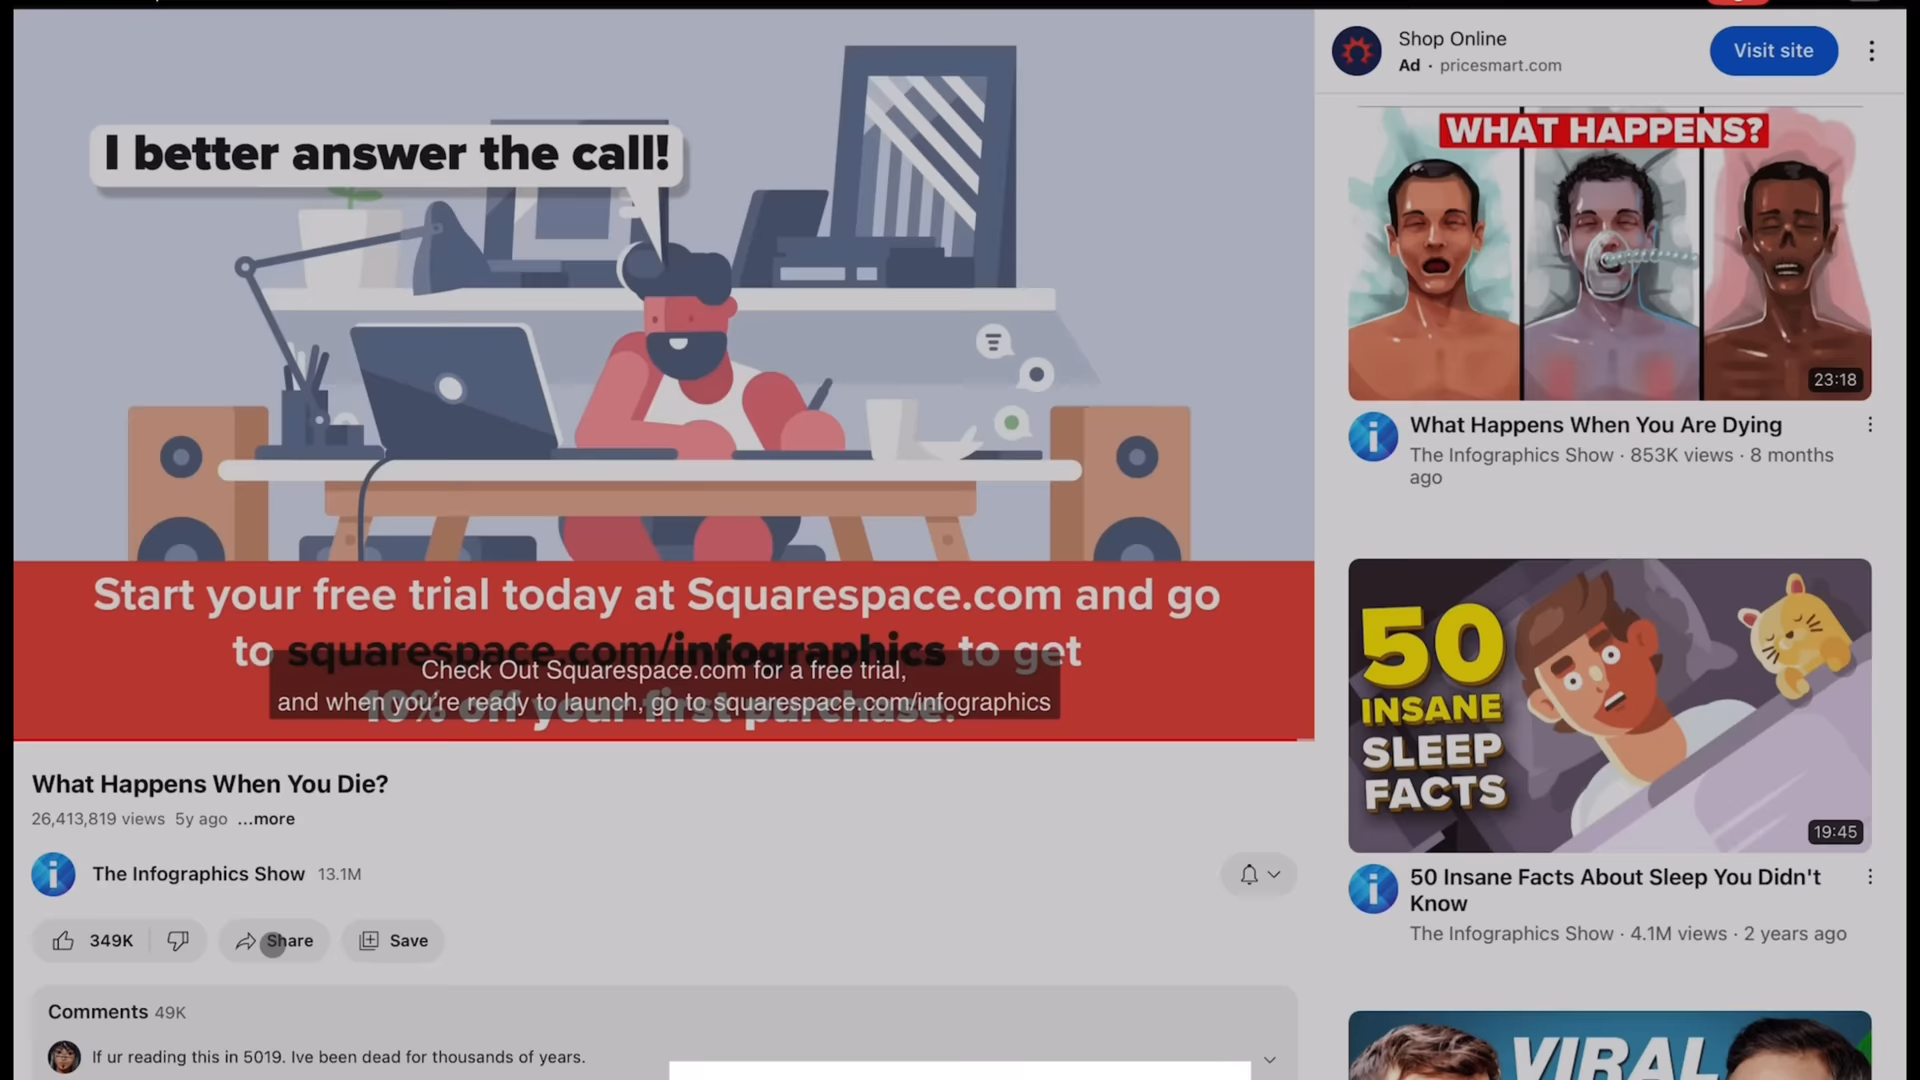 I better answer the call!
Start your free trial today at Squarespace.com and go
to squarespace.com/infographics to get
10% off your first purchase.
Check Out Squarespace.com for a free trial,
and when you're ready to launch, go to squarespace.com/infographics
What Happens When You Die?
26,413,819 views 5y ago ...more
The Infographics Show 13.1M
349K Share Save
Comments 49K
If ur reading this in 5019. Ive been dead for thousands of years.
Shop Online
Ad · pricesmart.com
Visit site
WHAT HAPPENS?
23:18
What Happens When You Are Dying
The Infographics Show · 853K views · 8 months
ago
50
INSANE
SLEEP
FACTS
19:45
50 Insane Facts About Sleep You Didn't
Know
The Infographics Show · 4.1M views · 2 years ago
VIRAL